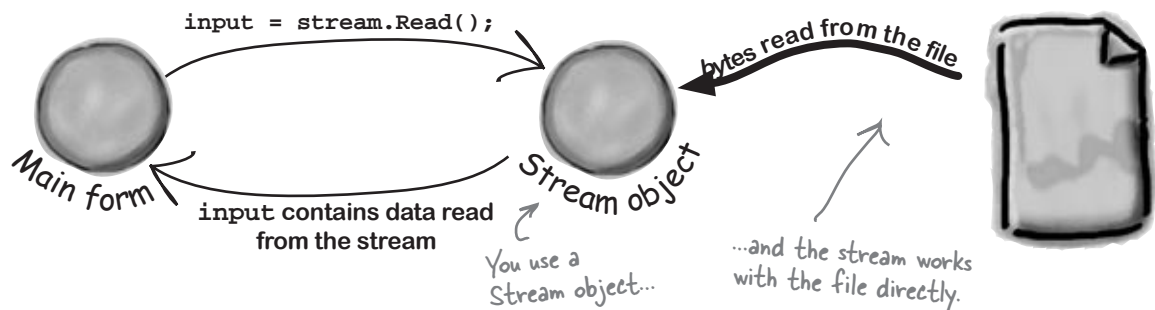 input = stream.Read();
bytes read from the file
Main form
Stream object
input contains data read
from the stream
You use a
Stream object...
...and the stream works
with the file directly.